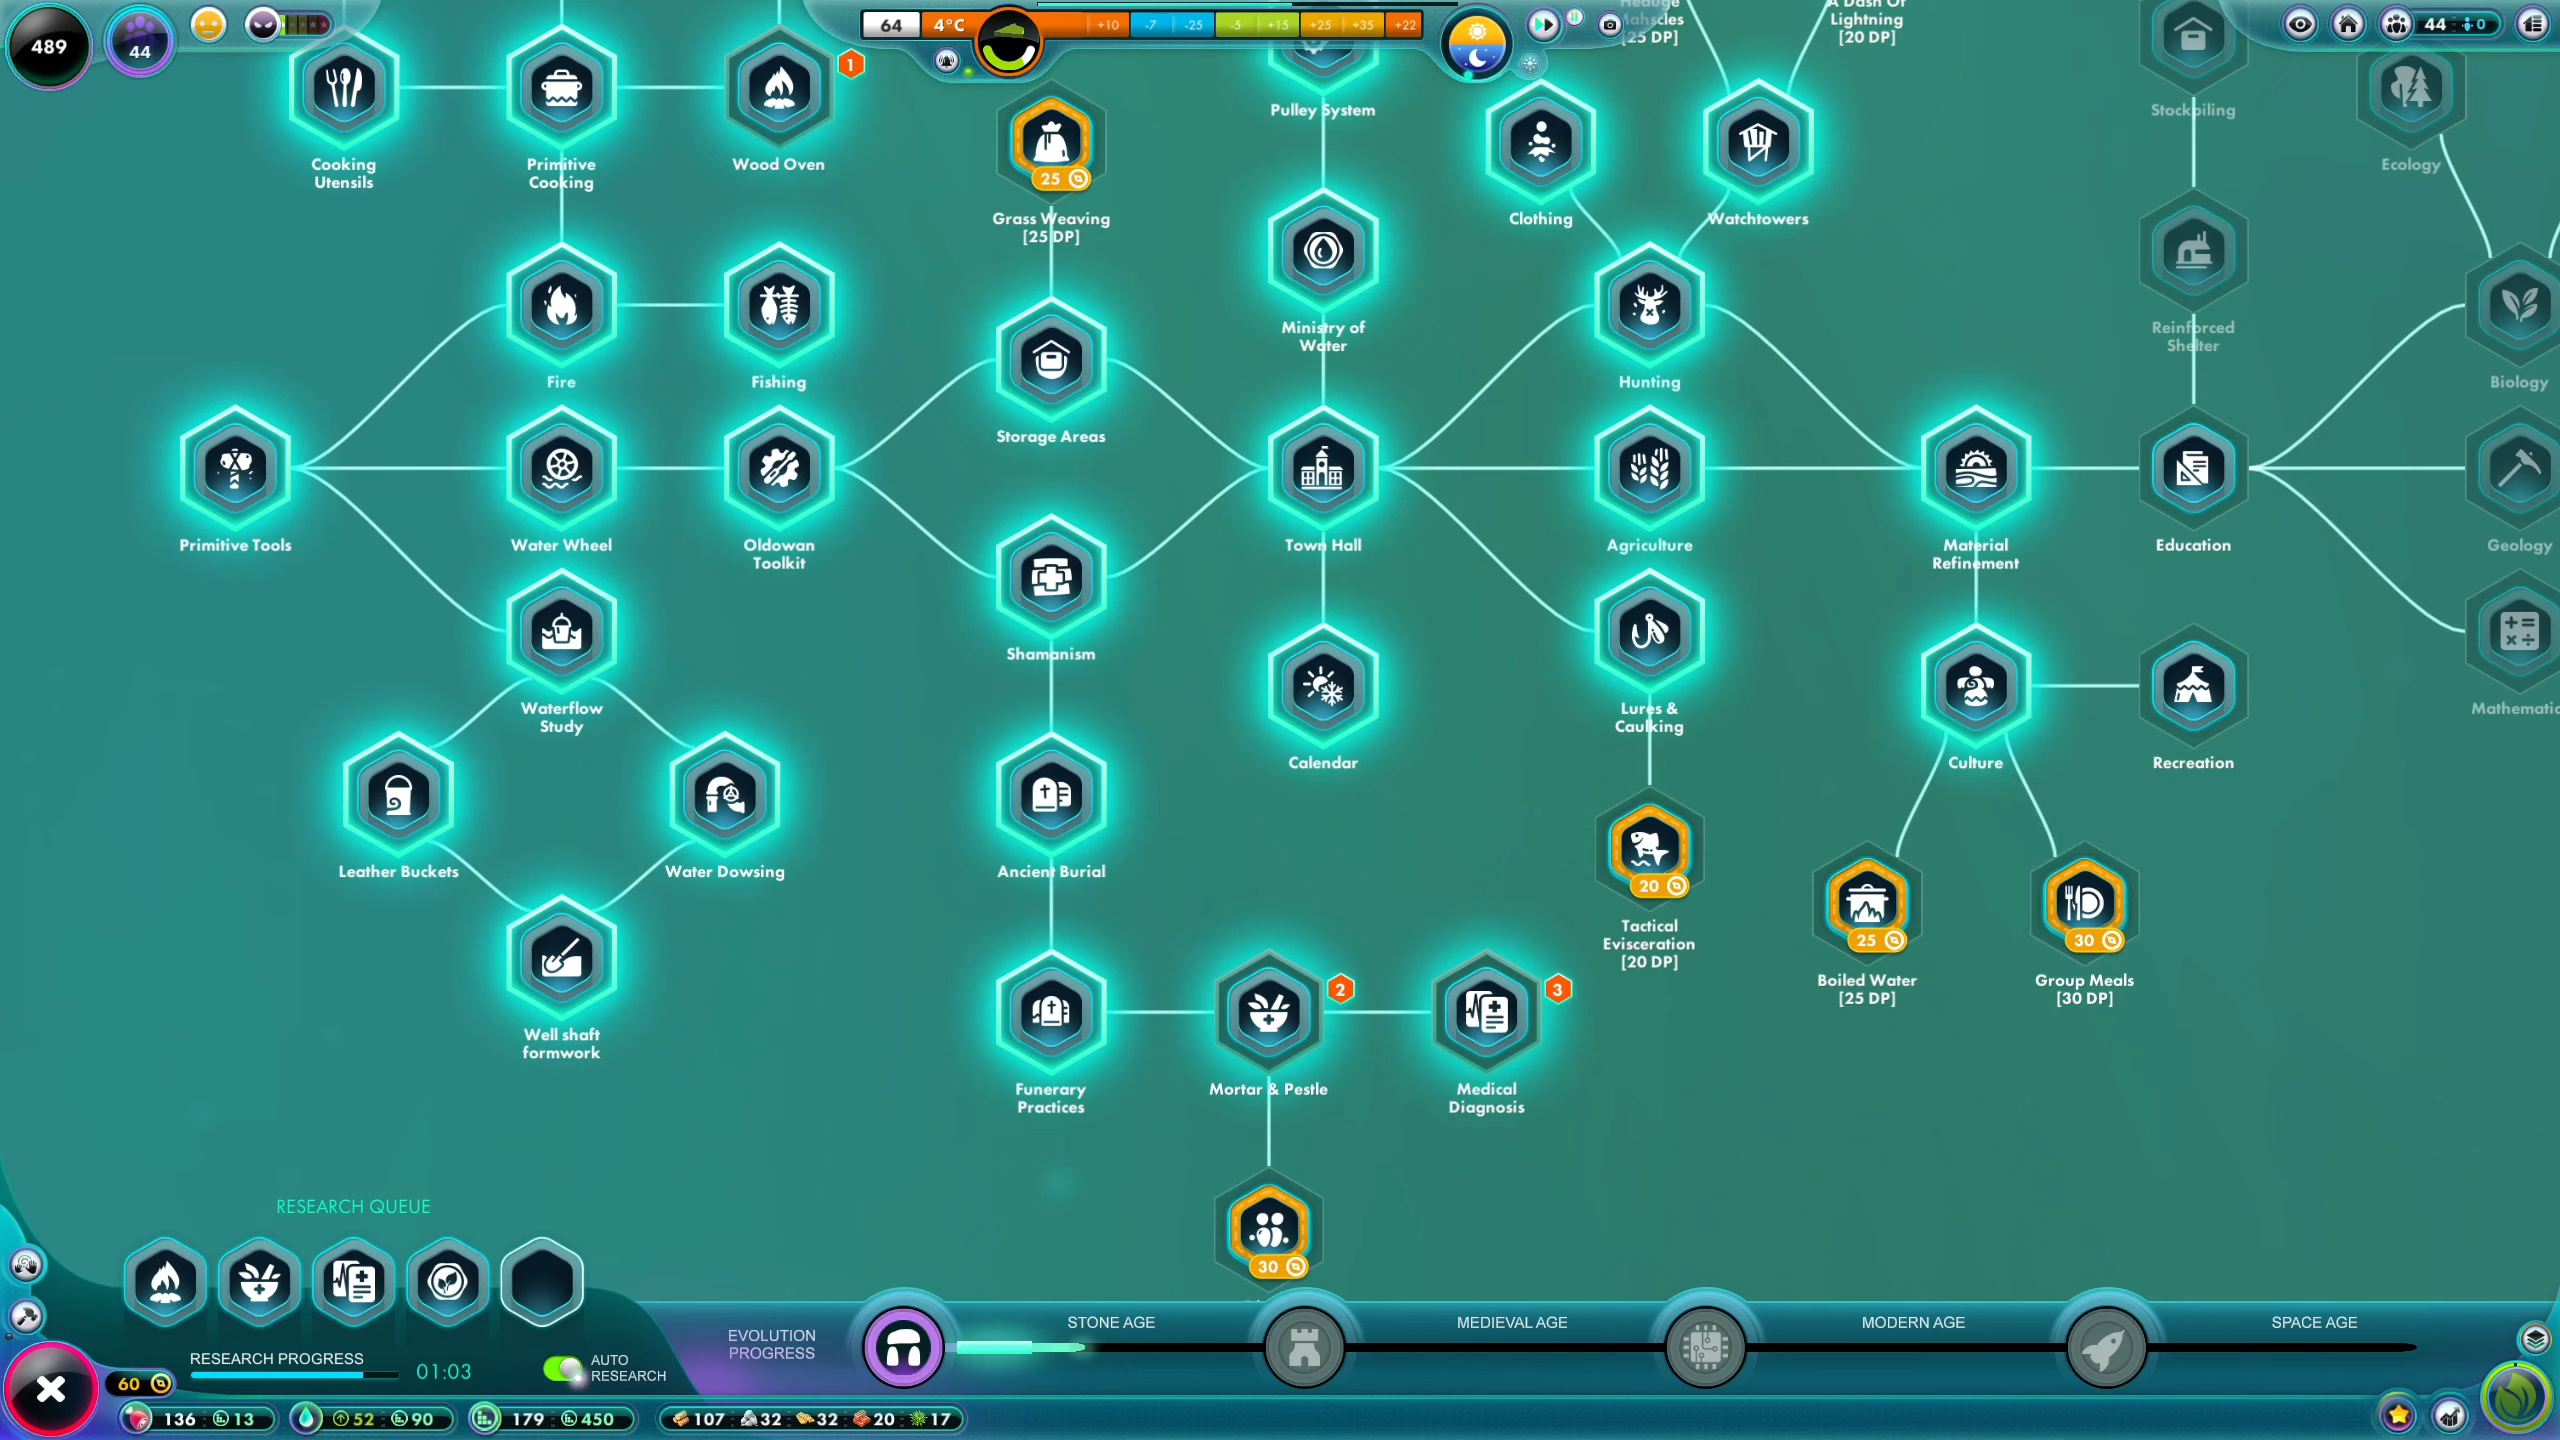 489
44
64
4°C
+10
-7
-25
-5
+15
+25
+35
+22
44
0
[25 DP]
A Dash Of
Lightning
[20 DP]
Cooking
Utensils
Primitive
Cooking
Wood Oven
1
25
Grass Weaving
[25 DP]
Pulley System
Clothing
Watchtowers
Stockpiling
Ecology
Fire
Fishing
Storage Areas
Ministry of
Water
Hunting
Reinforced
Shelter
Biology
Primitive Tools
Water Wheel
Oldowan
Toolkit
Town Hall
Agriculture
Material
Refinement
Education
Geology
Waterflow
Study
Shamanism
Calendar
Lures &
Caulking
Culture
Recreation
Mathematic
Leather Buckets
Water Dowsing
Ancient Burial
20
Tactical
Evisceration
[20 DP]
25
Boiled Water
[25 DP]
30
Group Meals
[30 DP]
Well shaft
formwork
Funerary
Practices
2
Mortar & Pestle
3
Medical
Diagnosis
30
RESEARCH QUEUE
RESEARCH PROGRESS
01:03
AUTO
RESEARCH
EVOLUTION
PROGRESS
STONE AGE
MEDIEVAL AGE
MODERN AGE
SPACE AGE
60
136
13
52
90
179
450
107
32
32
20
17